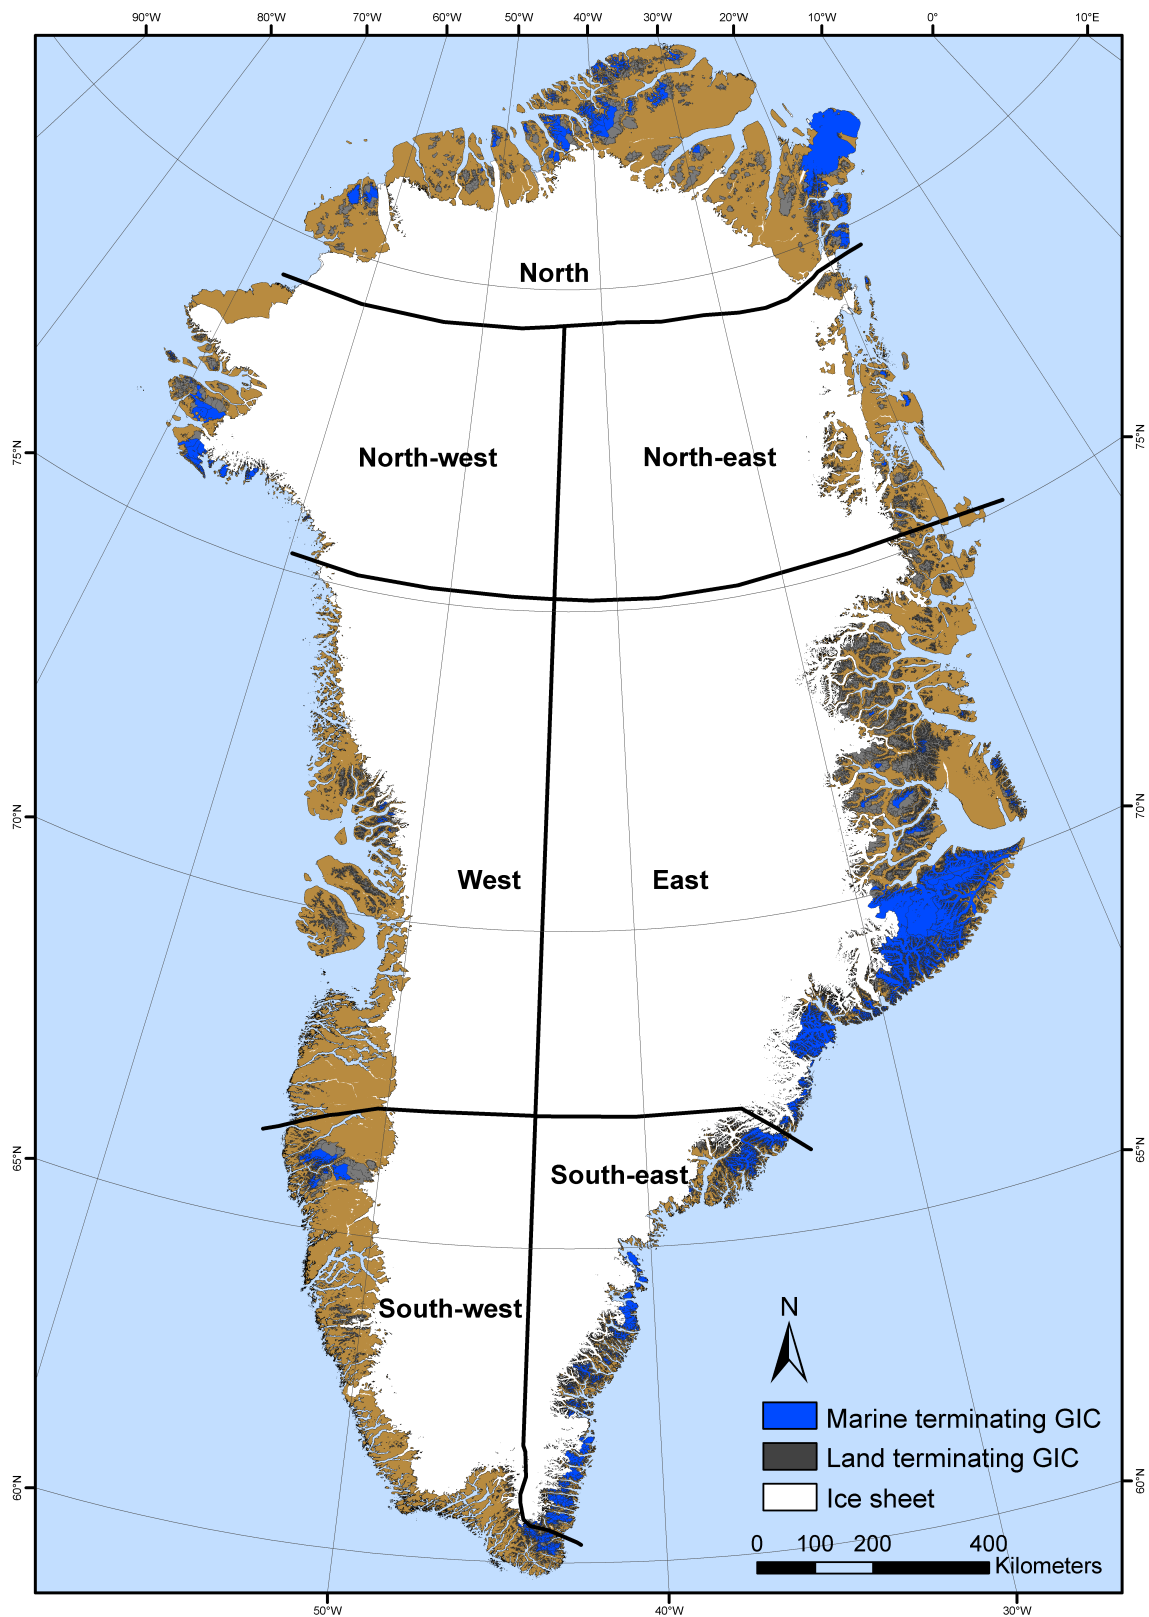 90°W 80°W 70°W 60°W 50°W 40°W 30°W 20°W 10°W 0° 10°E
North
75°N
North-west
North-east
75°N
70°N
70°N
West
East
65°N
65°N
South-east
South-west
N
Marine terminating GIC
Land terminating GIC
Ice sheet
60°N
60°N
0 100 200 400
Kilometers
50°W 40°W 30°W